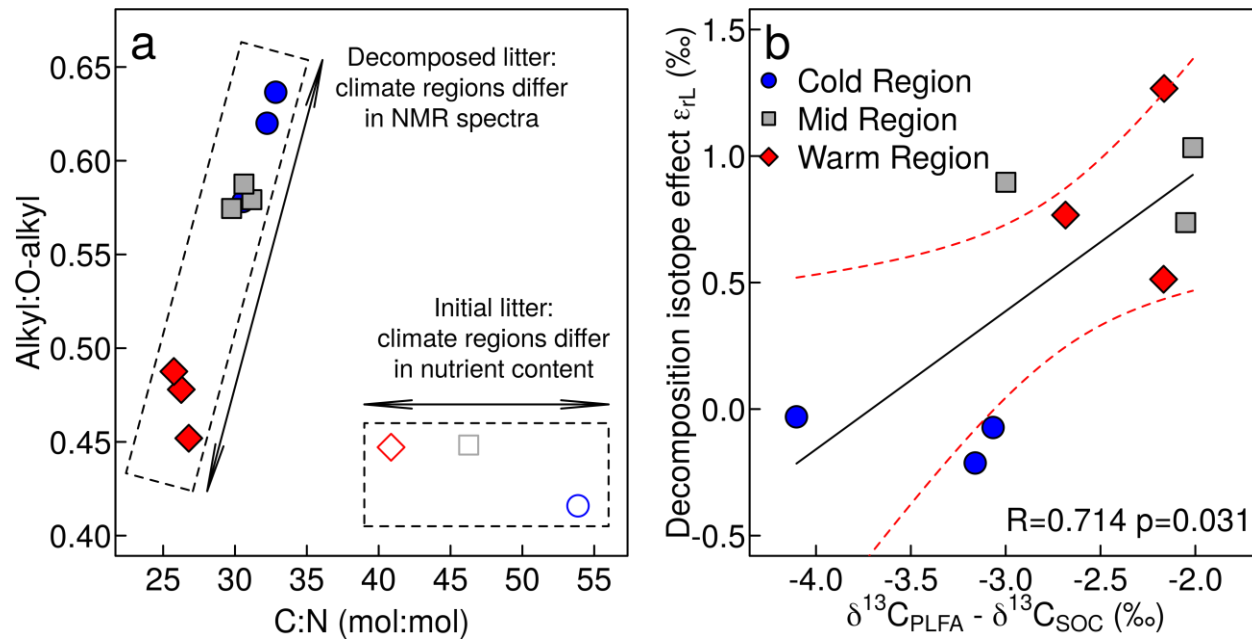 a
Decomposed litter:
climate regions differ
in NMR spectra
Initial litter:
climate regions differ
in nutrient content
Alkyl:O-alkyl
0.65
0.60
0.55
0.50
0.45
0.40
25
30
35
40
45
50
55
C:N (mol:mol)
b
Cold Region
Mid Region
Warm Region
R=0.714 p=0.031
Decomposition isotope effect εrL (‰)
1.5
1.0
0.5
0.0
-0.5
-4.0
-3.5
-3.0
-2.5
-2.0
δ¹³CPLFA - δ¹³CSOC (‰)